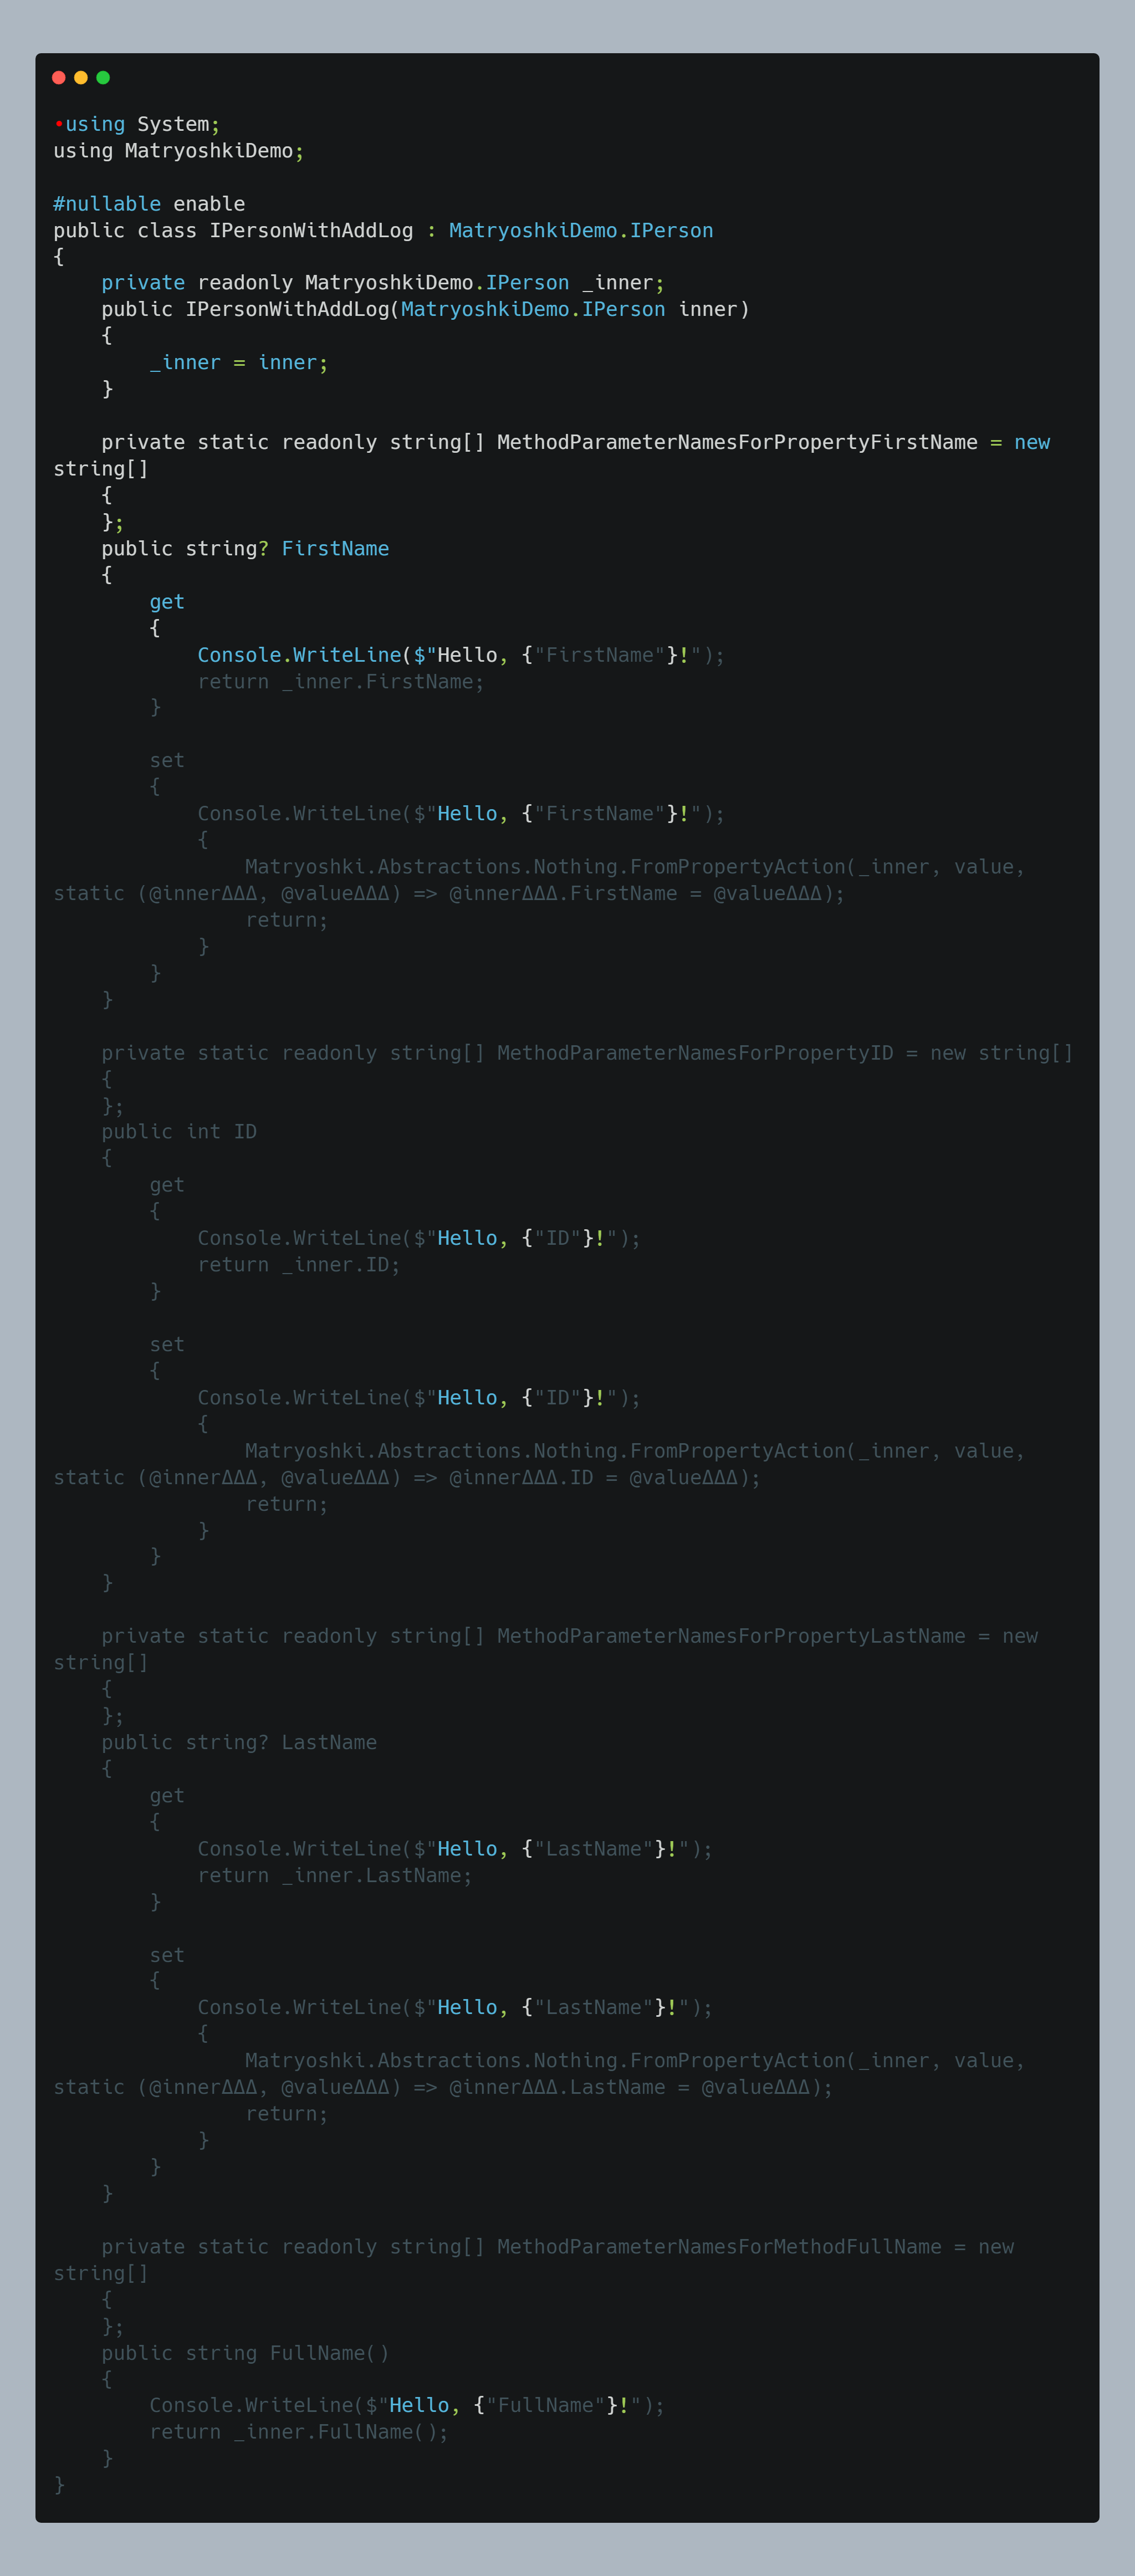 •using System;
using MatryoshkiDemo;

#nullable enable
public class IPersonWithAddLog : MatryoshkiDemo.IPerson
{
    private readonly MatryoshkiDemo.IPerson _inner;
    public IPersonWithAddLog(MatryoshkiDemo.IPerson inner)
    {
        _inner = inner;
    }

    private static readonly string[] MethodParameterNamesForPropertyFirstName = new
string[]
    {
    };
    public string? FirstName
    {
        get
        {
            Console.WriteLine($"Hello, {"FirstName"}!");
            return _inner.FirstName;
        }

        set
        {
            Console.WriteLine($"Hello, {"FirstName"}!");
            {
                Matryoshki.Abstractions.Nothing.FromPropertyAction(_inner, value,
static (@innerΔΔΔ, @valueΔΔΔ) => @innerΔΔΔ.FirstName = @valueΔΔΔ);
                return;
            }
        }
    }

    private static readonly string[] MethodParameterNamesForPropertyID = new string[]
    {
    };
    public int ID
    {
        get
        {
            Console.WriteLine($"Hello, {"ID"}!");
            return _inner.ID;
        }

        set
        {
            Console.WriteLine($"Hello, {"ID"}!");
            {
                Matryoshki.Abstractions.Nothing.FromPropertyAction(_inner, value,
static (@innerΔΔΔ, @valueΔΔΔ) => @innerΔΔΔ.ID = @valueΔΔΔ);
                return;
            }
        }
    }

    private static readonly string[] MethodParameterNamesForPropertyLastName = new
string[]
    {
    };
    public string? LastName
    {
        get
        {
            Console.WriteLine($"Hello, {"LastName"}!");
            return _inner.LastName;
        }

        set
        {
            Console.WriteLine($"Hello, {"LastName"}!");
            {
                Matryoshki.Abstractions.Nothing.FromPropertyAction(_inner, value,
static (@innerΔΔΔ, @valueΔΔΔ) => @innerΔΔΔ.LastName = @valueΔΔΔ);
                return;
            }
        }
    }

    private static readonly string[] MethodParameterNamesForMethodFullName = new
string[]
    {
    };
    public string FullName()
    {
        Console.WriteLine($"Hello, {"FullName"}!");
        return _inner.FullName();
    }
}